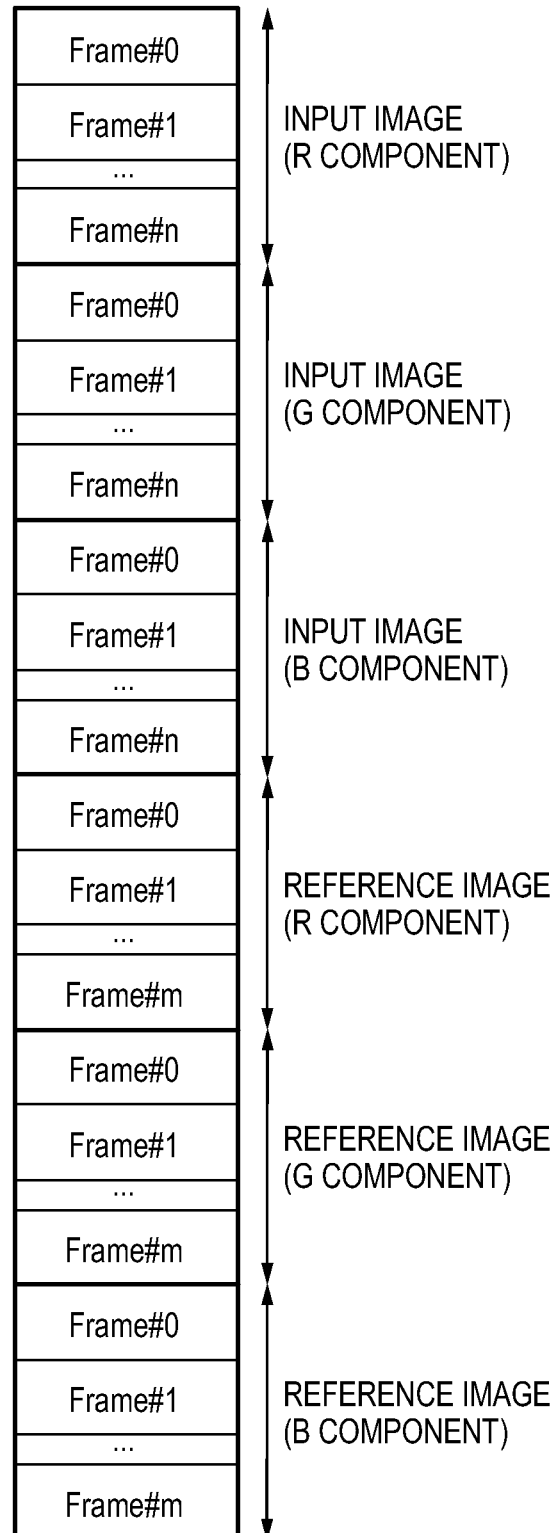 Frame#0
Frame#1
...
Frame#n
INPUT IMAGE
(R COMPONENT)
Frame#0
Frame#1
...
Frame#n
INPUT IMAGE
(G COMPONENT)
Frame#0
Frame#1
...
Frame#n
INPUT IMAGE
(B COMPONENT)
Frame#0
Frame#1
...
Frame#m
REFERENCE IMAGE
(R COMPONENT)
Frame#0
Frame#1
...
Frame#m
REFERENCE IMAGE
(G COMPONENT)
Frame#0
Frame#1
...
Frame#m
REFERENCE IMAGE
(B COMPONENT)